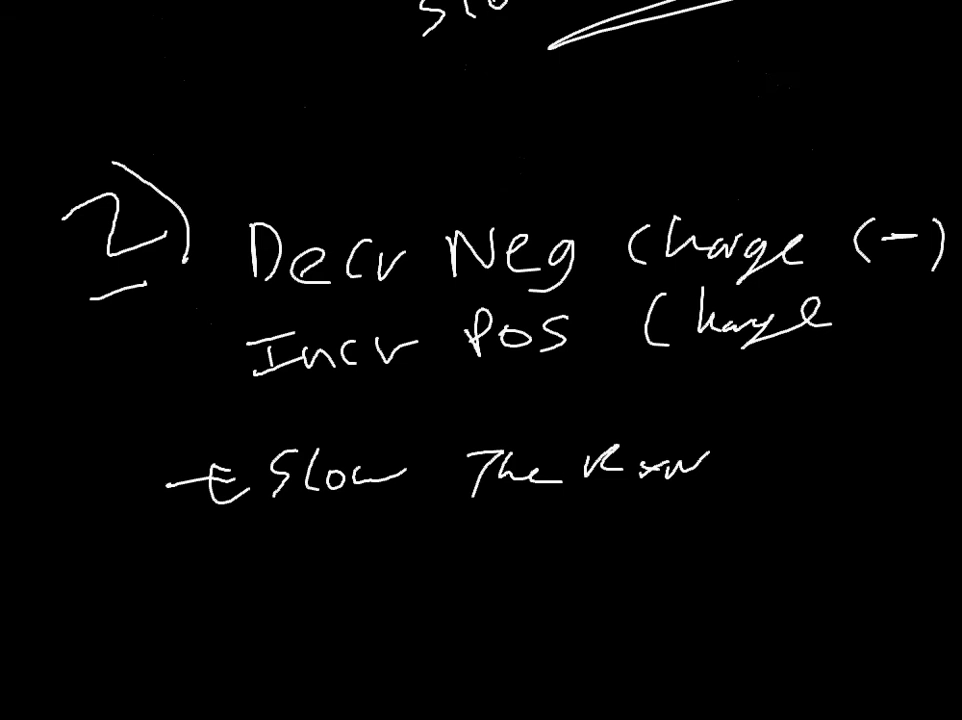 2)
Decr Neg Charge (-)
Incr Pos Charge
Slow The Rxn